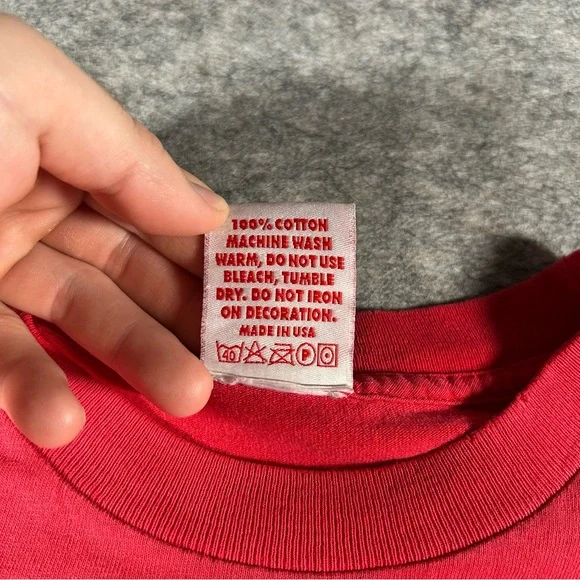 100% COTTON
MACHINE WASH
WARM, DO NOT USE
BLEACH, TUMBLE
DRY. DO NOT IRON
ON DECORATION.
MADE IN USA
40 P